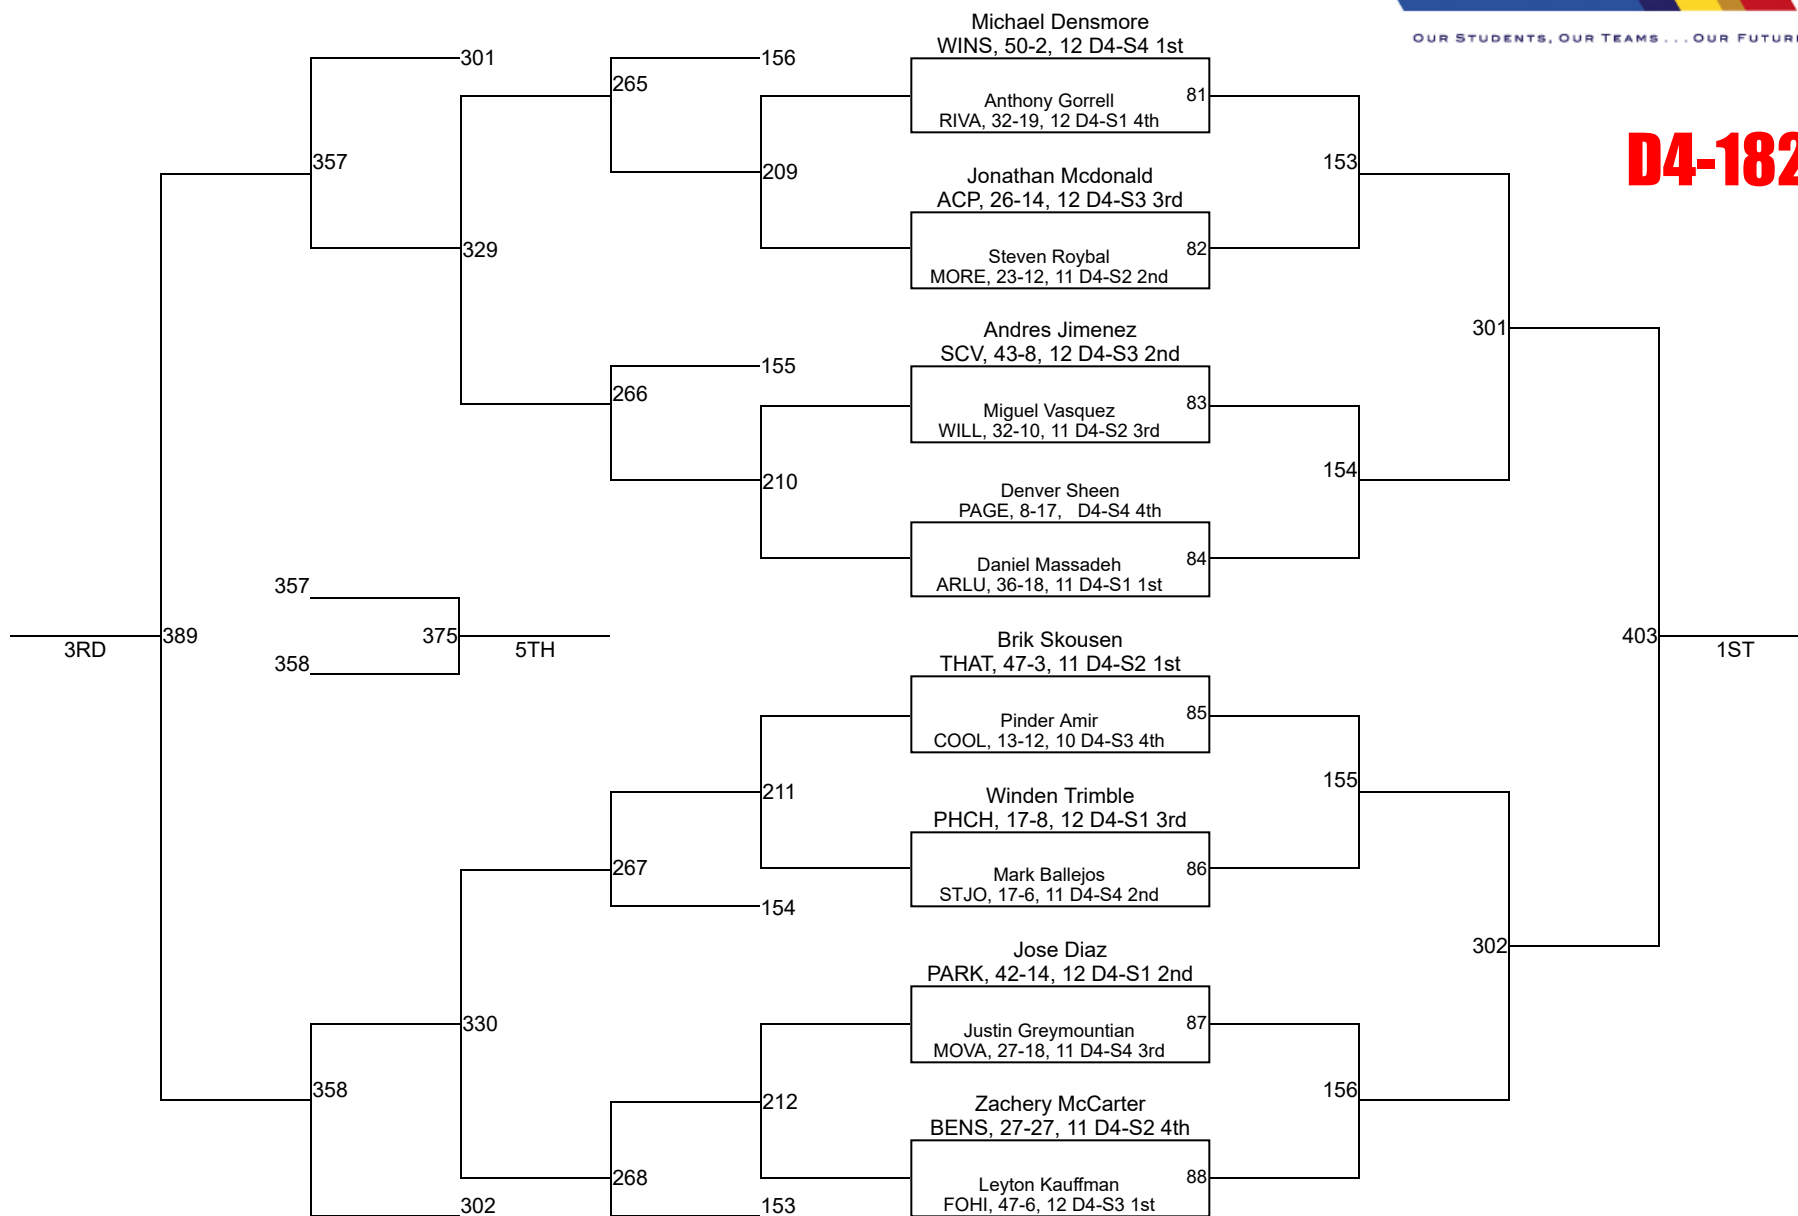 OUR STUDENTS, OUR TEAMS . . . OUR FUTURE
D4-182
Michael Densmore
WINS, 50-2, 12 D4-S4 1st
Anthony Gorrell
RIVA, 32-19, 12 D4-S1 4th
81
Jonathan Mcdonald
ACP, 26-14, 12 D4-S3 3rd
Steven Roybal
MORE, 23-12, 11 D4-S2 2nd
82
Andres Jimenez
SCV, 43-8, 12 D4-S3 2nd
Miguel Vasquez
WILL, 32-10, 11 D4-S2 3rd
83
Denver Sheen
PAGE, 8-17, D4-S4 4th
Daniel Massadeh
ARLU, 36-18, 11 D4-S1 1st
84
Brik Skousen
THAT, 47-3, 11 D4-S2 1st
Pinder Amir
COOL, 13-12, 10 D4-S3 4th
85
Winden Trimble
PHCH, 17-8, 12 D4-S1 3rd
Mark Ballejos
STJO, 17-6, 11 D4-S4 2nd
86
Jose Diaz
PARK, 42-14, 12 D4-S1 2nd
Justin Greymountian
MOVA, 27-18, 11 D4-S4 3rd
87
Zachery McCarter
BENS, 27-27, 11 D4-S2 4th
Leyton Kauffman
FOHI, 47-6, 12 D4-S3 1st
88
153
154
155
156
301
302
403
1ST
156
209
155
210
211
154
212
153
265
266
267
268
301
329
330
302
357
358
357
358
375
5TH
389
3RD